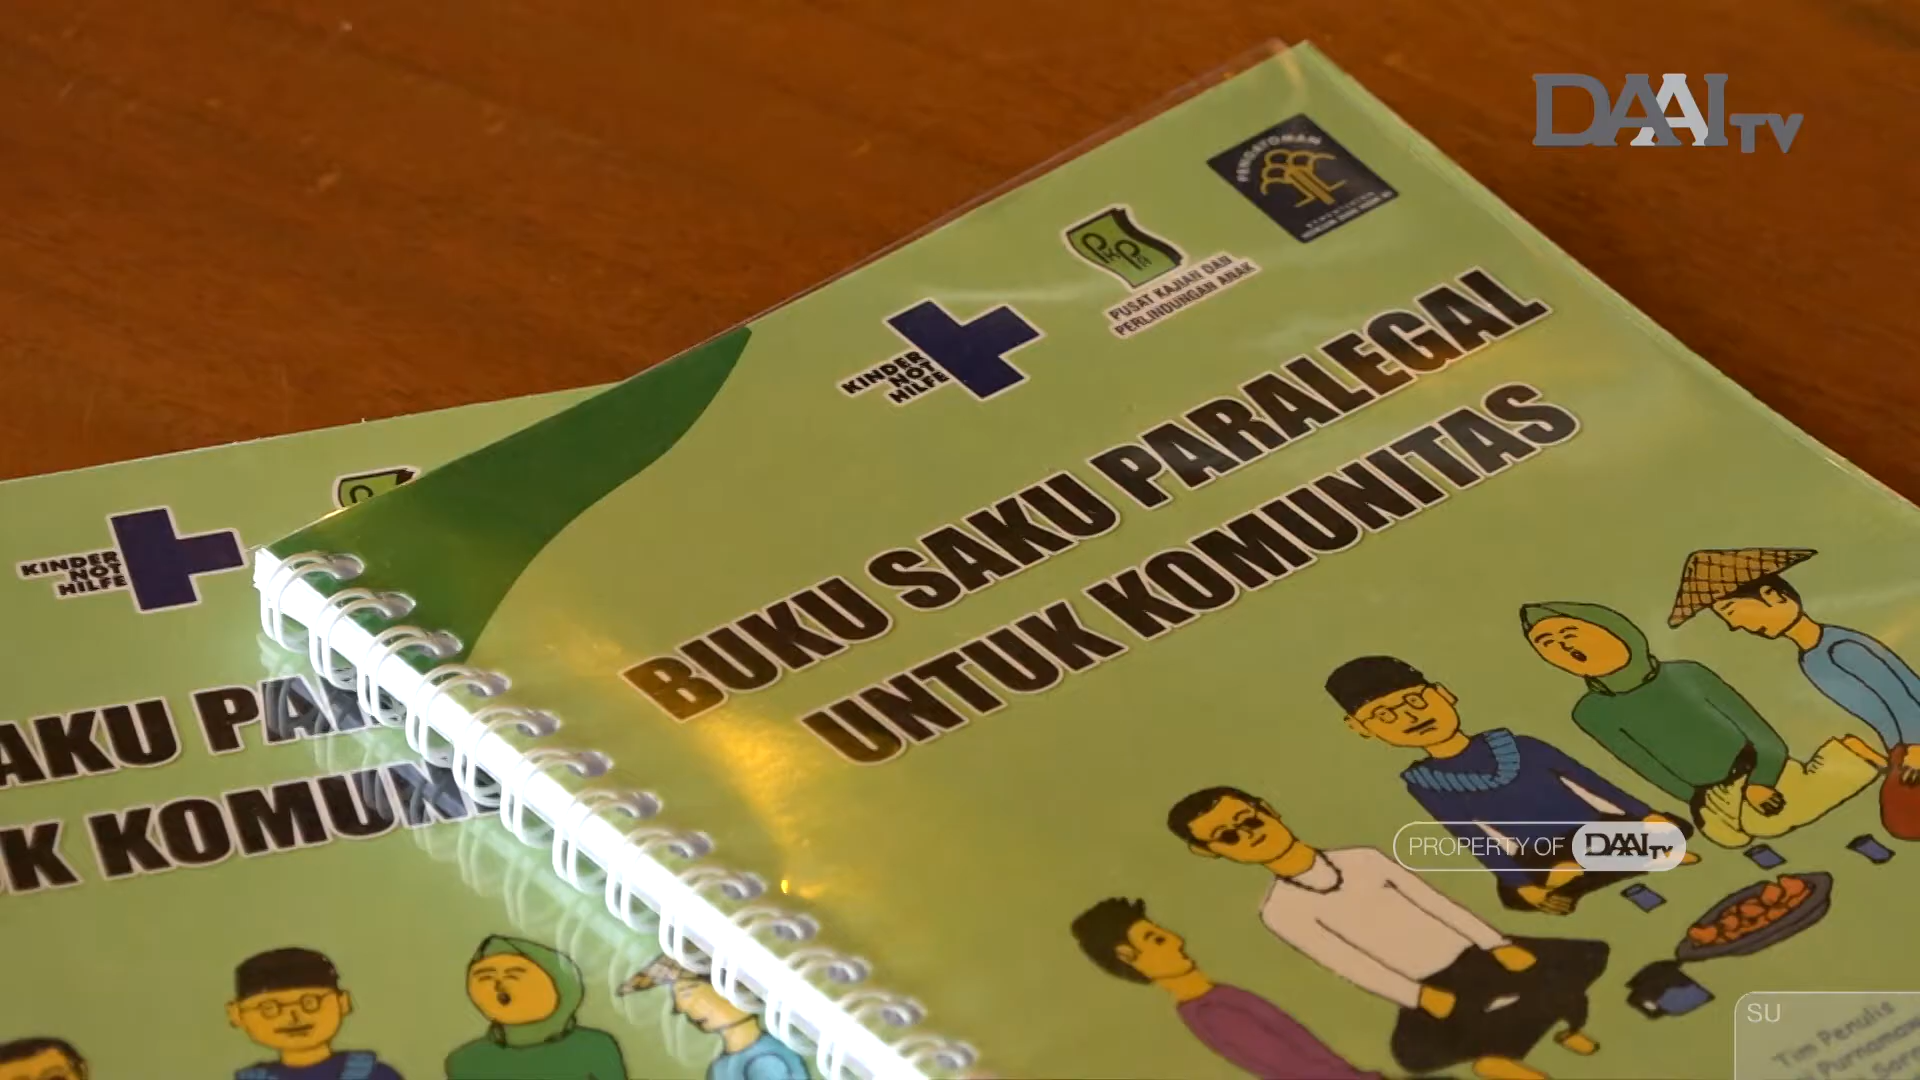 DAAI TV
PENGAYOMAN
PUSAT KAJIAN DAN
PERLINDUNGAN ANAK
KINDER
NOT
HILFE
BUKU SAKU PARALEGAL
UNTUK KOMUNITAS
KINDER
NOT
HILFE
AKU PA
UK KOMUN
PROPERTY OF DAAI TV
SU
Tim Penulis